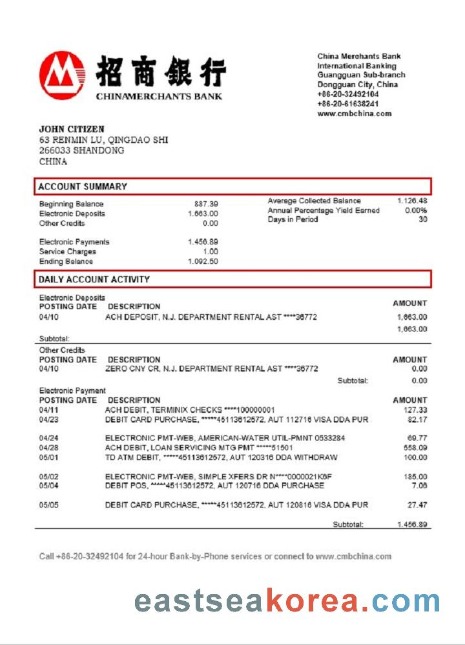 招商銀行
CHINAMERCHANTS BANK
China Merchants Bank
International Banking
Guangguan Sub-branch
Dongguan City, China
+86-20-32492104
+86-20-61638241
www.cmbchina.com
JOHN CITIZEN
63 RENMIN LU, QINGDAO SHI
266033 SHANDONG
CHINA
ACCOUNT SUMMARY
Beginning Balance 887.39
Electronic Deposits 1,663.00
Other Credits 0.00
Electronic Payments 1,456.89
Service Charges 1.00
Ending Balance 1,092.50
Average Collected Balance 1,126.48
Annual Percentage Yield Earned 0.00%
Days in Period 30
DAILY ACCOUNT ACTIVITY
Electronic Deposits
POSTING DATE DESCRIPTION AMOUNT
04/10 ACH DEPOSIT, N.J. DEPARTMENT RENTAL AST ****36772 1,663.00
1,663.00
Subtotal:
Other Credits
POSTING DATE DESCRIPTION AMOUNT
04/10 ZERO CNY CR, N.J. DEPARTMENT RENTAL AST ****36772 0.00
Subtotal: 0.00
Electronic Payment
POSTING DATE DESCRIPTION AMOUNT
04/11 ACH DEBIT, TERMINIX CHECKS ****100000001 127.33
04/23 DEBIT CARD PURCHASE, *****45113612572, AUT 112716 VISA DDA PUR 82.17
04/24 ELECTRONIC PMT-WEB, AMERICAN-WATER UTIL-PMNT 0533284 69.77
04/28 ACH DEBIT, LOAN SERVICING MTG PMT *****51501 858.09
05/01 TD ATM DEBIT, *****45113612572, AUT 120316 DDA WITHDRAW 100.00
05/02 ELECTRONIC PMT-WEB, SIMPLE XFERS DR 185.00
05/04 DEBIT POS, *****45113612572, AUT 120716 DDA PURCHASE 7.06
05/05 DEBIT CARD PURCHASE, *****45113612572, AUT 120816 VISA DDA PUR 27.47
Subtotal: 1,456.89
Call +86-20-32492104 for 24-hour Bank-by-Phone services or connect to www.cmbchina.com
eastseakorea.com